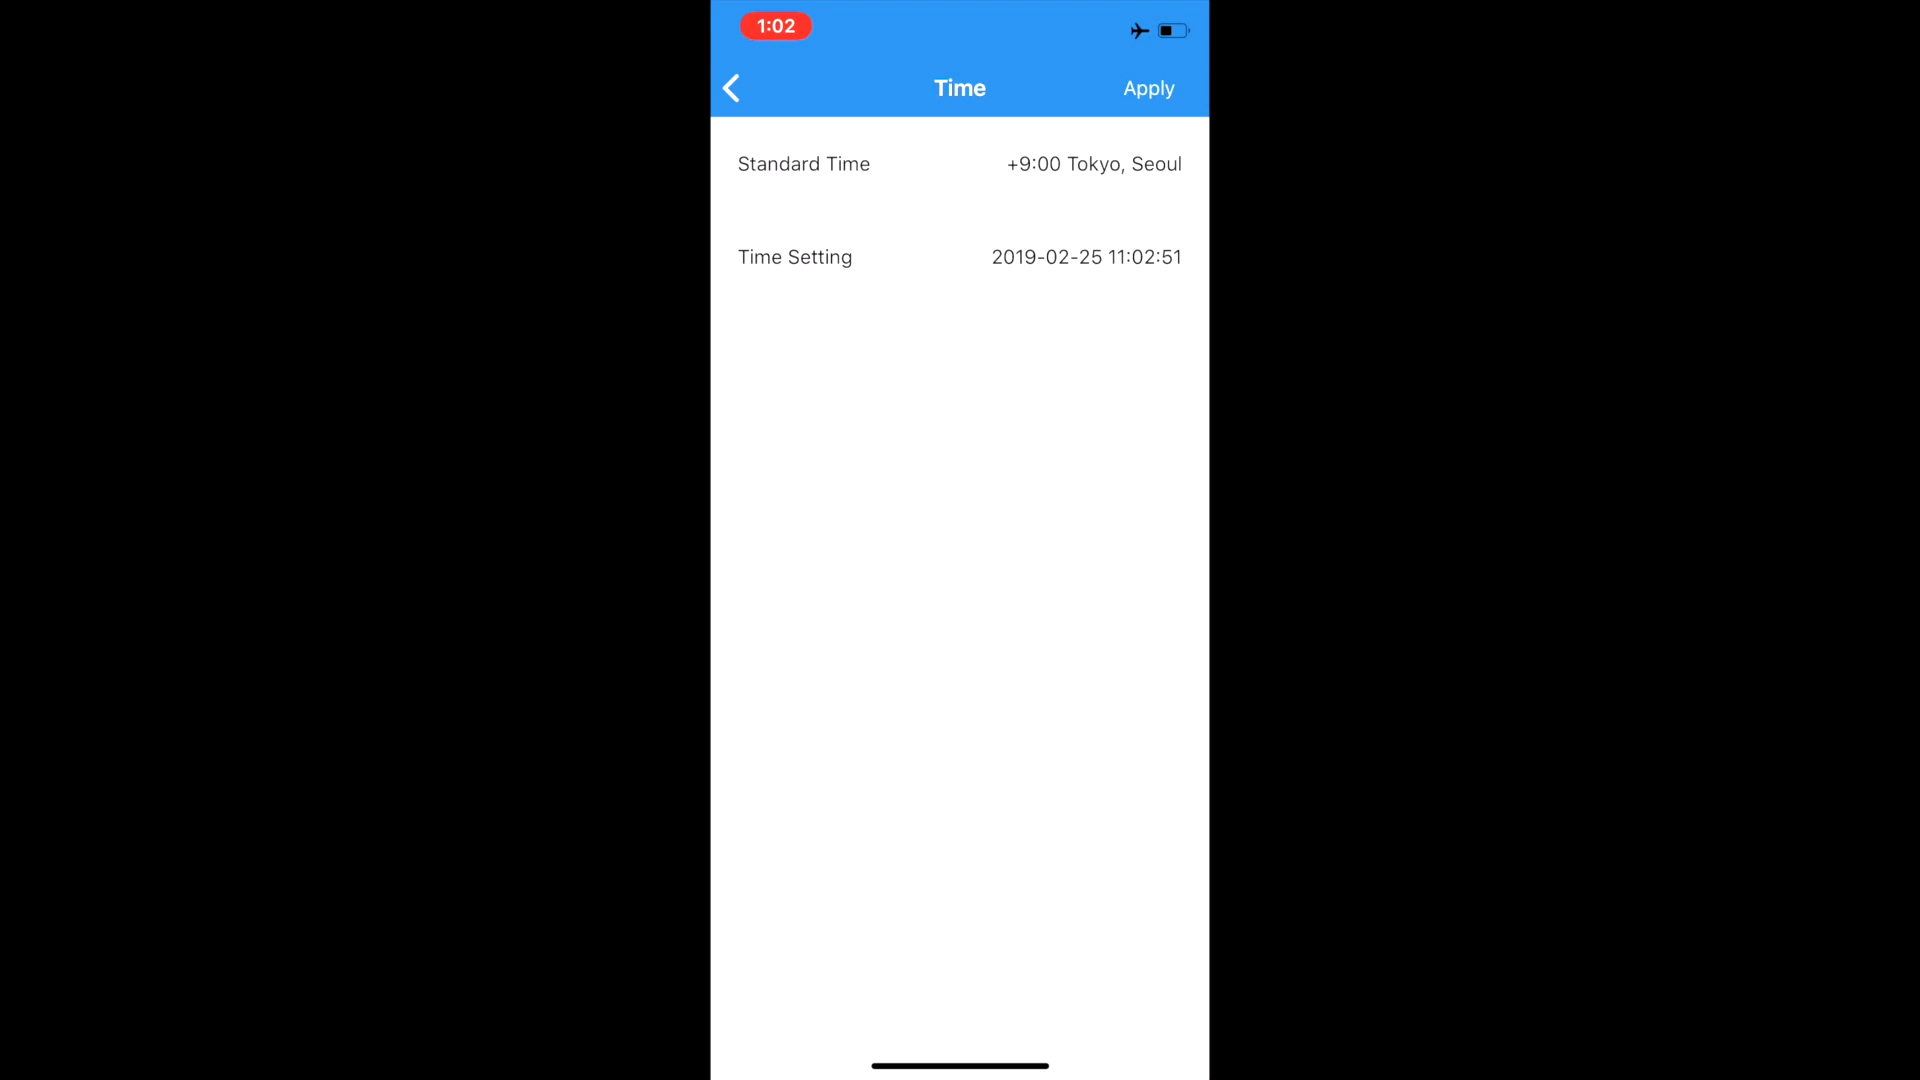 1:02
Time
Apply
Standard Time +9:00 Tokyo, Seoul
Time Setting 2019-02-25 11:02:51